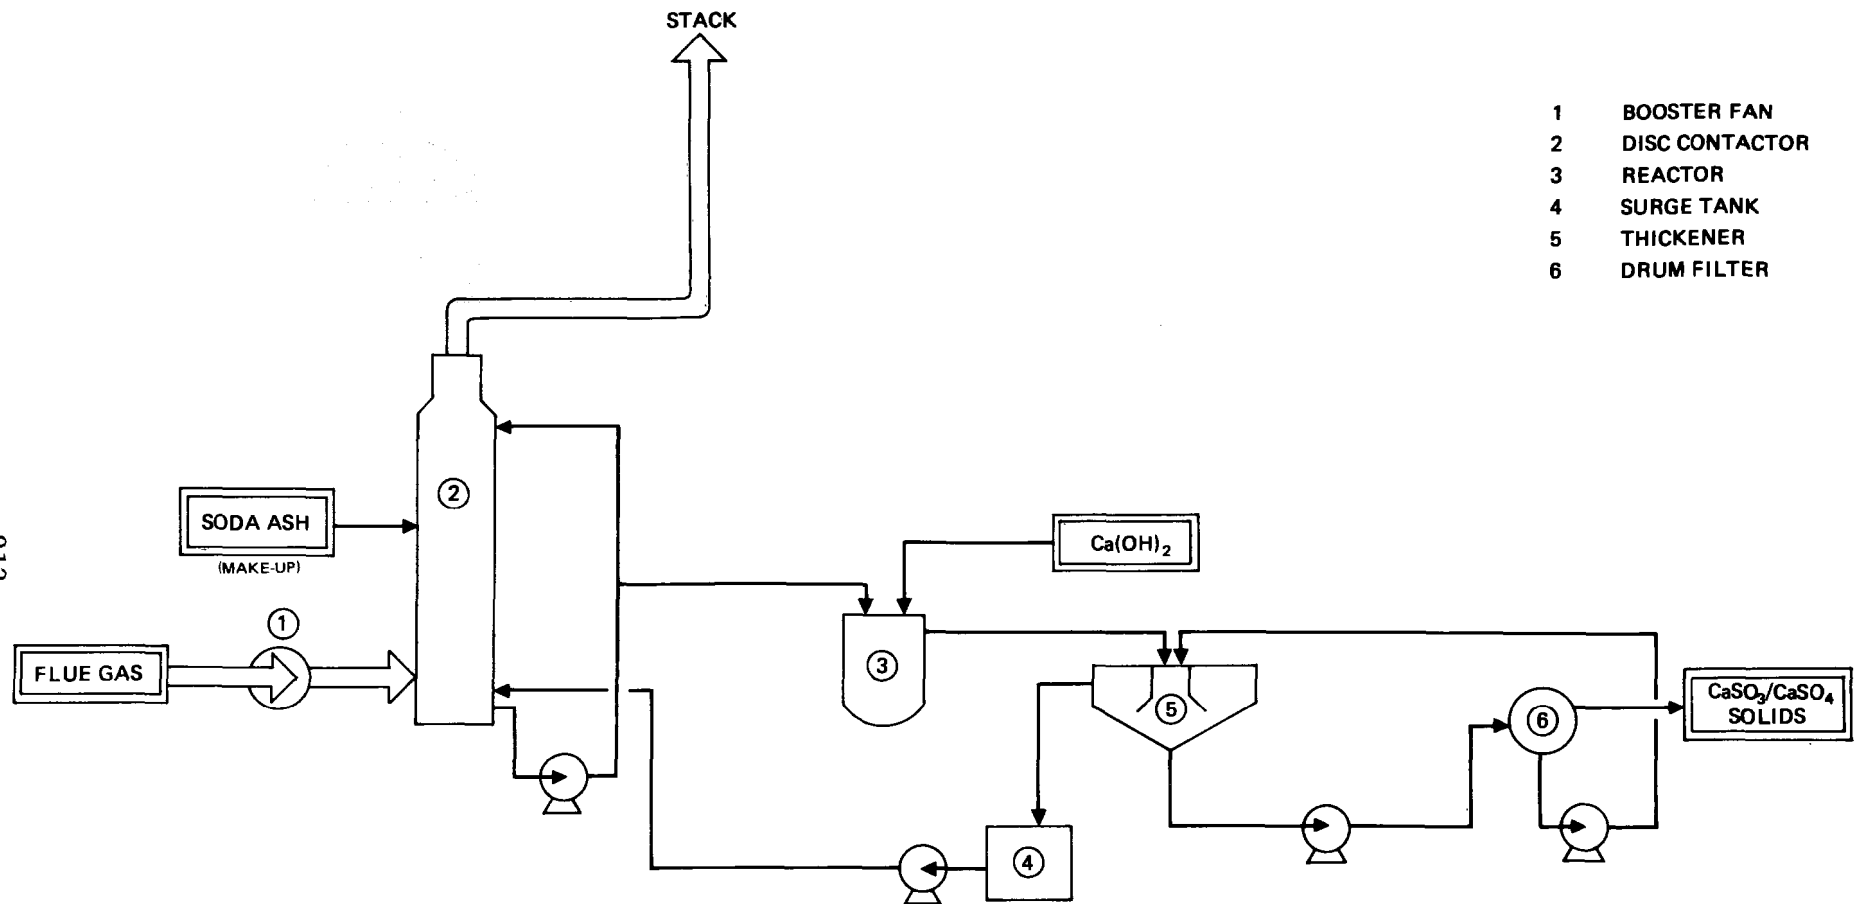 STACK
1 BOOSTER FAN
2 DISC CONTACTOR
3 REACTOR
4 SURGE TANK
5 THICKENER
6 DRUM FILTER
2
SODA ASH
(MAKE-UP)
Ca(OH)₂
1
FLUE GAS
3
5
6
CaSO₃/CaSO₄
SOLIDS
4